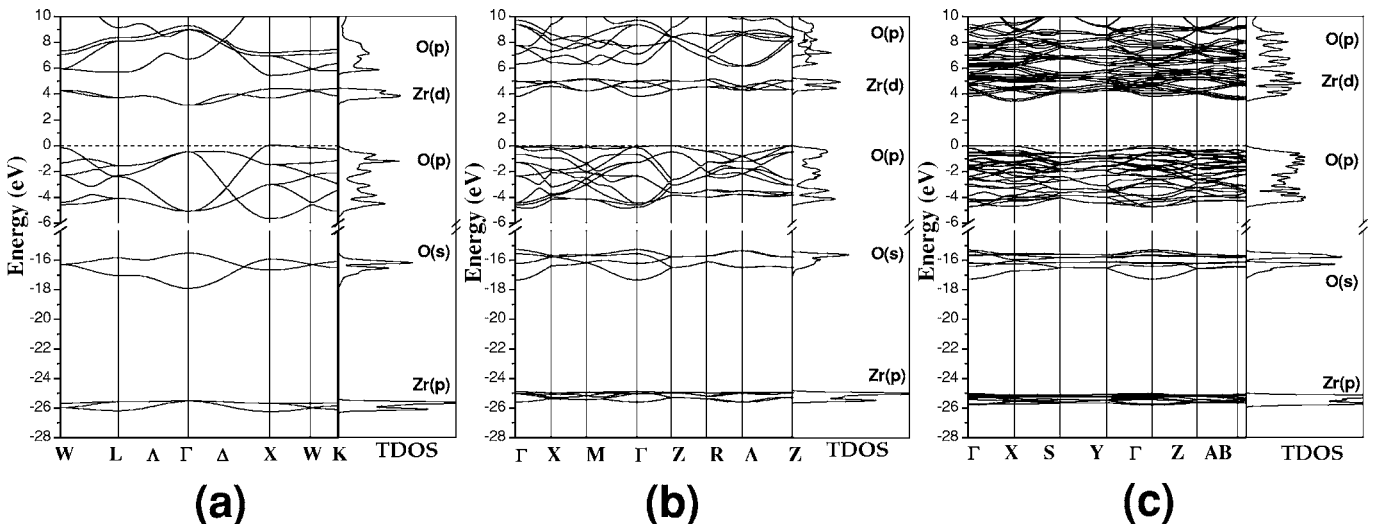 10
8
6
4
2
0
-2
-4
-6
-16
-18
-20
-22
-24
-26
-28
Energy (eV)
O(p)
Zr(d)
O(p)
O(s)
Zr(p)
W L Λ Γ Δ X W K TDOS
(a)
10
8
6
4
2
0
-2
-4
-6
-16
-18
-20
-22
-24
-26
-28
Energy (eV)
O(p)
Zr(d)
O(p)
O(s)
Zr(p)
Γ X M Γ Z R Λ Z TDOS
(b)
10
8
6
4
2
0
-2
-4
-6
-16
-18
-20
-22
-24
-26
-28
Energy (eV)
O(p)
Zr(d)
O(p)
O(s)
Zr(p)
Γ X S Y Γ Z AB TDOS
(c)